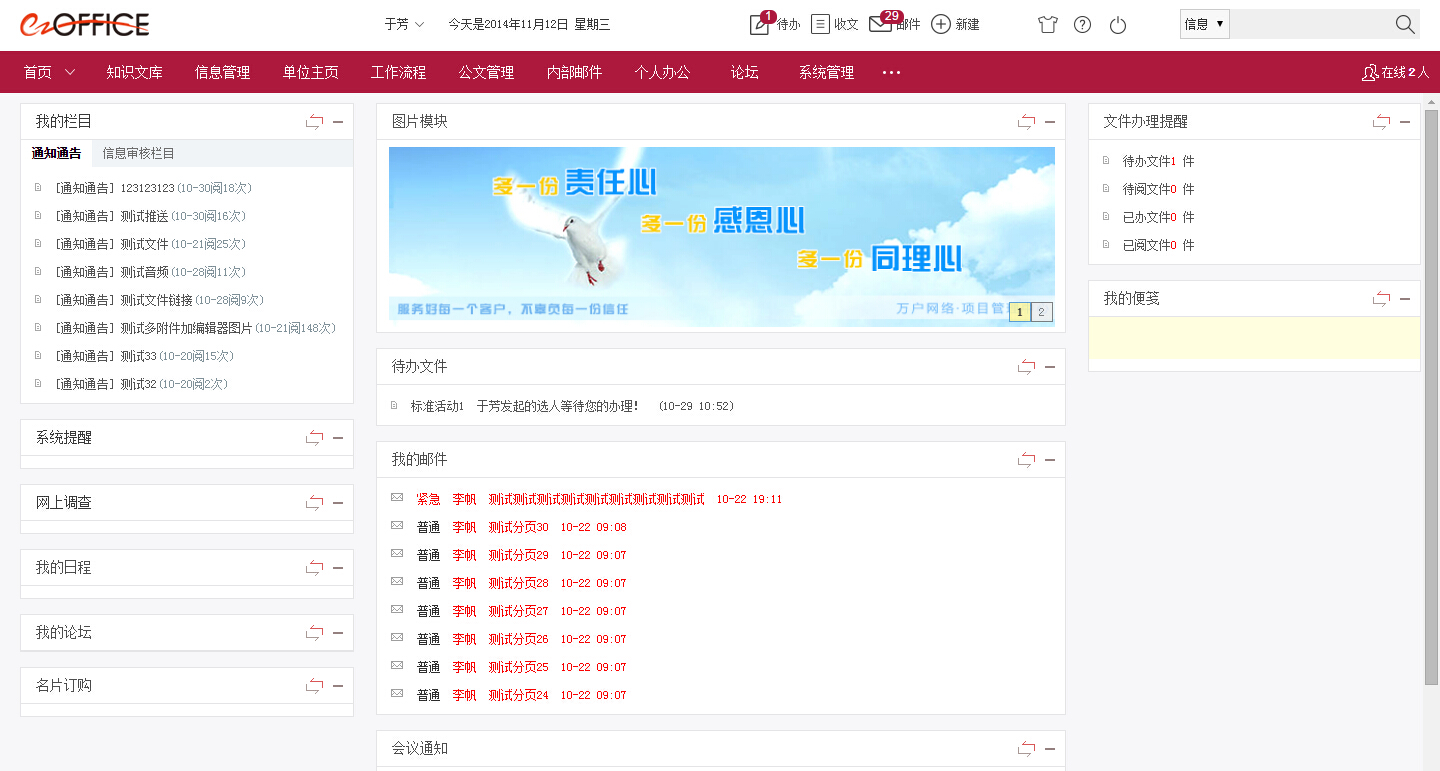 EzOFFICE
于芳 今天是2014年11月12日 星期三 1 待办 收文 29 邮件 新建 信息
首页 知识文库 信息管理 单位主页 工作流程 公文管理 内部邮件 个人办公 论坛 系统管理 ••• 在线 2 人
我的栏目
通知通告 信息审核栏目
[通知通告] 123123123(10-30阅18次)
[通知通告] 测试推送(10-30阅16次)
[通知通告] 测试文件(10-21阅25次)
[通知通告] 测试音频(10-28阅11次)
[通知通告] 测试文件链接(10-28阅9次)
[通知通告] 测试多附件加编辑器图片(10-21阅148次)
[通知通告] 测试33(10-20阅15次)
[通知通告] 测试32(10-20阅2次)
系统提醒
网上调查
我的日程
我的论坛
名片订购
图片模块
多一份 责任心
多一份 感恩心
多一份 同理心
服务好每一个客户，不辜负每一份信任
万户网络·项目管
1 2
待办文件
标准活动1 于芳发起的选人等待您的办理! (10-29 10:52)
我的邮件
紧急 李帆 测试测试测试测试测试测试测试测试测试 10-22 19:11
普通 李帆 测试分页30 10-22 09:08
普通 李帆 测试分页29 10-22 09:07
普通 李帆 测试分页28 10-22 09:07
普通 李帆 测试分页27 10-22 09:07
普通 李帆 测试分页26 10-22 09:07
普通 李帆 测试分页25 10-22 09:07
普通 李帆 测试分页24 10-22 09:07
会议通知
文件办理提醒
待办文件1 件
待阅文件0 件
已办文件0 件
已阅文件0 件
我的便笺